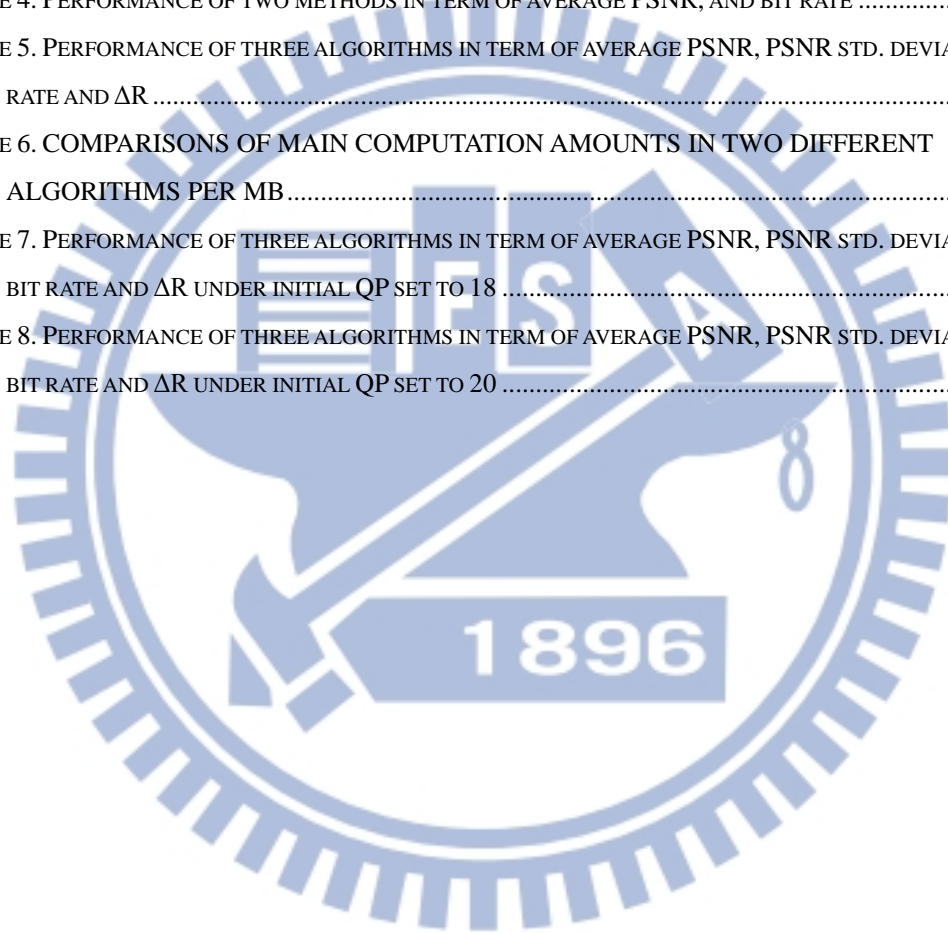 E 4. PERFORMANCE OF TWO METHODS IN TERM OF AVERAGE PSNR, AND BIT RATE ..........
E 5. PERFORMANCE OF THREE ALGORITHMS IN TERM OF AVERAGE PSNR, PSNR STD. DEVIA
RATE AND ΔR ..........
E 6. COMPARISONS OF MAIN COMPUTATION AMOUNTS IN TWO DIFFERENT
ALGORITHMS PER MB ..........
E 7. PERFORMANCE OF THREE ALGORITHMS IN TERM OF AVERAGE PSNR, PSNR STD. DEVIA
BIT RATE AND ΔR UNDER INITIAL QP SET TO 18 ..........
E 8. PERFORMANCE OF THREE ALGORITHMS IN TERM OF AVERAGE PSNR, PSNR STD. DEVIA
BIT RATE AND ΔR UNDER INITIAL QP SET TO 20 ..........
E S A
8
1896